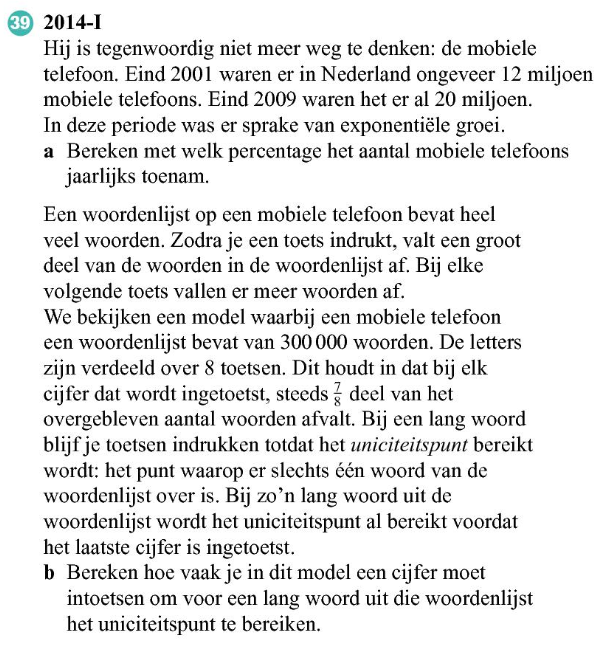 39 2014-I
Hij is tegenwoordig niet meer weg te denken: de mobiele
telefoon. Eind 2001 waren er in Nederland ongeveer 12 miljoen
mobiele telefoons. Eind 2009 waren het er al 20 miljoen.
In deze periode was er sprake van exponentiële groei.
a Bereken met welk percentage het aantal mobiele telefoons
jaarlijks toenam.
Een woordenlijst op een mobiele telefoon bevat heel
veel woorden. Zodra je een toets indrukt, valt een groot
deel van de woorden in de woordenlijst af. Bij elke
volgende toets vallen er meer woorden af.
We bekijken een model waarbij een mobiele telefoon
een woordenlijst bevat van 300 000 woorden. De letters
zijn verdeeld over 8 toetsen. Dit houdt in dat bij elk
cijfer dat wordt ingetoetst, steeds 7/8 deel van het
overgebleven aantal woorden afvalt. Bij een lang woord
blijf je toetsen indrukken totdat het uniciteitspunt bereikt
wordt: het punt waarop er slechts één woord van de
woordenlijst over is. Bij zo'n lang woord uit de
woordenlijst wordt het uniciteitspunt al bereikt voordat
het laatste cijfer is ingetoetst.
b Bereken hoe vaak je in dit model een cijfer moet
intoetsen om voor een lang woord uit die woordenlijst
het uniciteitspunt te bereiken.